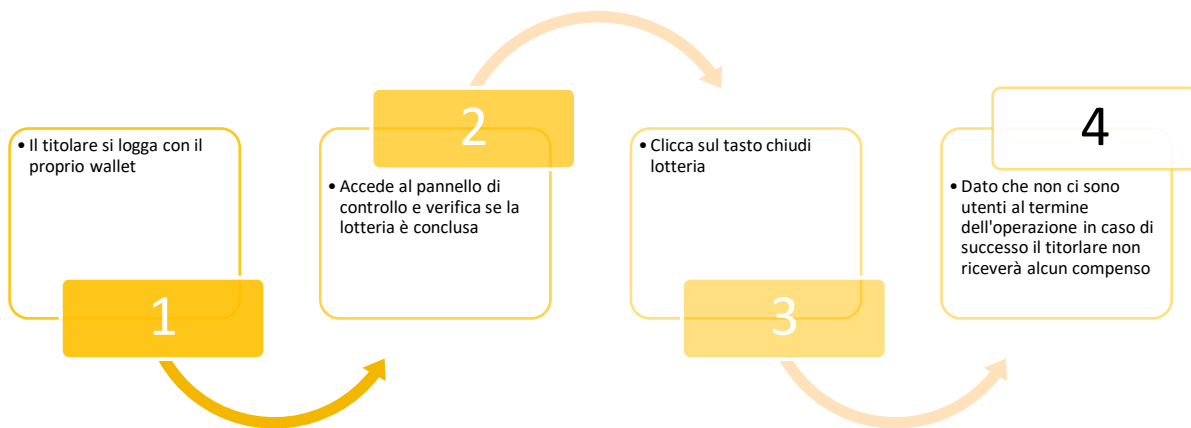 • Il titolare si logga con il
proprio wallet
1
2
• Accede al pannello di
controllo e verifica se la
lotteria è conclusa
• Clicca sul tasto chiudi
lotteria
3
4
• Dato che non ci sono
utenti al termine
dell'operazione in caso di
successo il titorlare non
riceverà alcun compenso